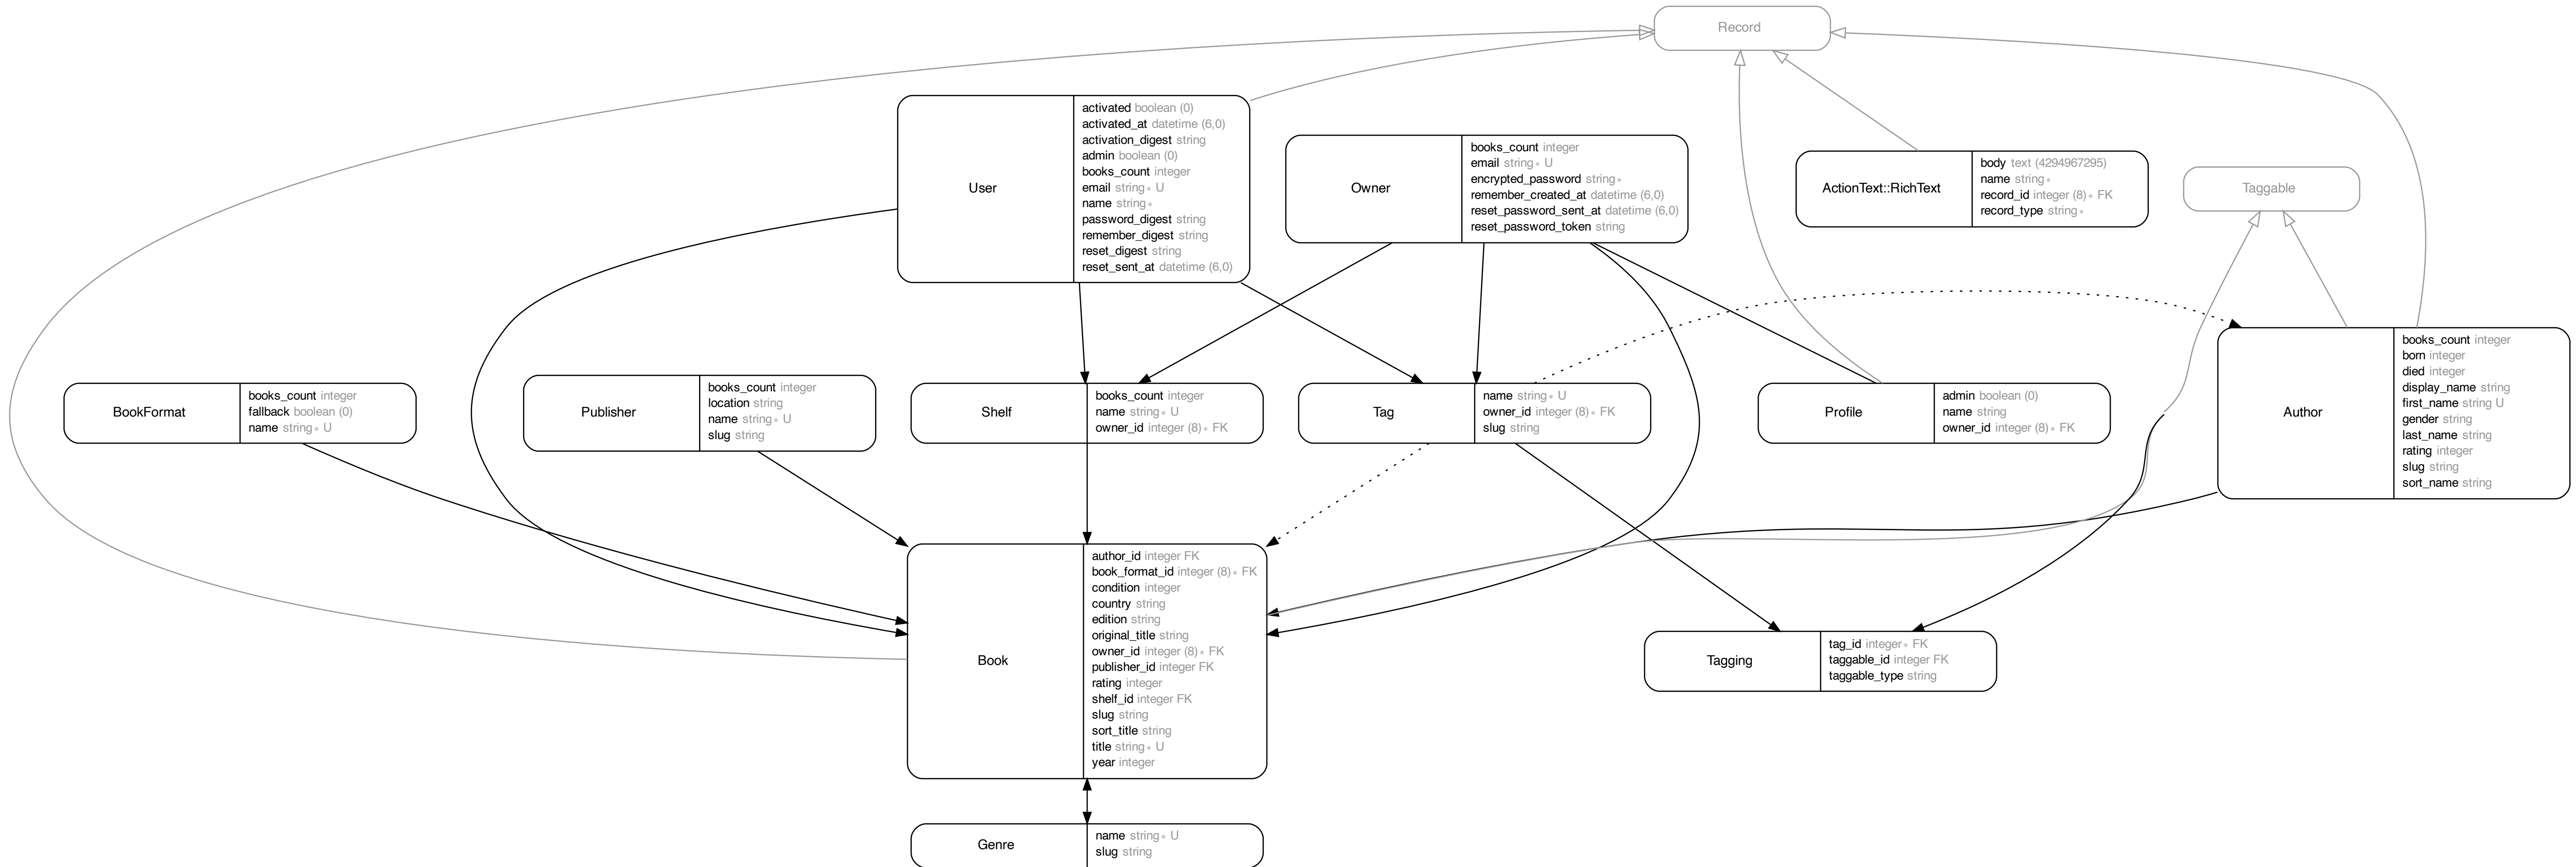 Record
User
activated boolean (0)
activated_at datetime (6,0)
activation_digest string
admin boolean (0)
books_count integer
email string∗ U
name string∗
password_digest string
remember_digest string
reset_digest string
reset_sent_at datetime (6,0)
Owner
books_count integer
email string∗ U
encrypted_password string∗
remember_created_at datetime (6,0)
reset_password_sent_at datetime (6,0)
reset_password_token string
ActionText::RichText
body text (4294967295)
name string∗
record_id integer (8)∗ FK
record_type string∗
Taggable
BookFormat
books_count integer
fallback boolean (0)
name string∗ U
Publisher
books_count integer
location string
name string∗ U
slug string
Shelf
books_count integer
name string∗ U
owner_id integer (8)∗ FK
Tag
name string∗ U
owner_id integer (8)∗ FK
slug string
Profile
admin boolean (0)
name string
owner_id integer (8)∗ FK
Author
books_count integer
born integer
died integer
display_name string
first_name string U
gender string
last_name string
rating integer
slug string
sort_name string
Book
author_id integer FK
book_format_id integer (8)∗ FK
condition integer
country string
edition string
original_title string
owner_id integer (8)∗ FK
publisher_id integer FK
rating integer
shelf_id integer FK
slug string
sort_title string
title string∗ U
year integer
Tagging
tag_id integer∗ FK
taggable_id integer FK
taggable_type string
Genre
name string∗ U
slug string